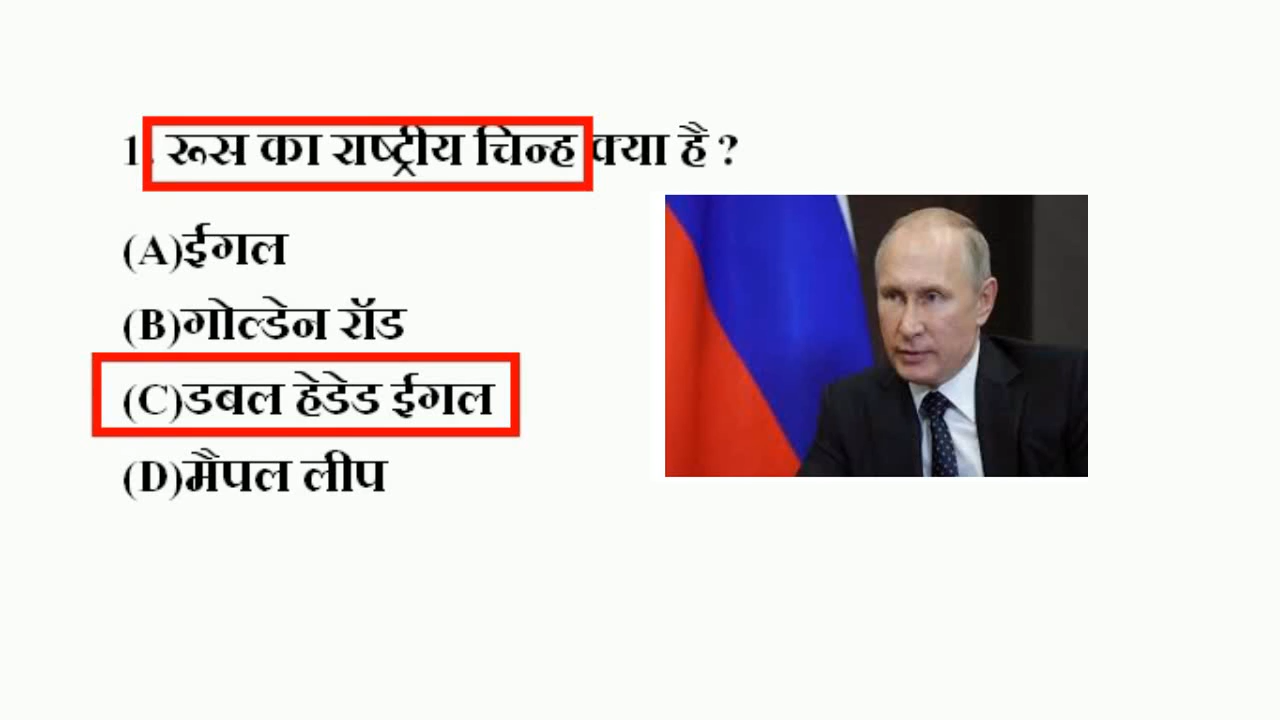 1. रूस का राष्ट्रीय चिन्ह क्या है ?
(A)ईगल
(B)गोल्डेन रॉड
(C)डबल हेडेड ईगल
(D)मैपल लीप